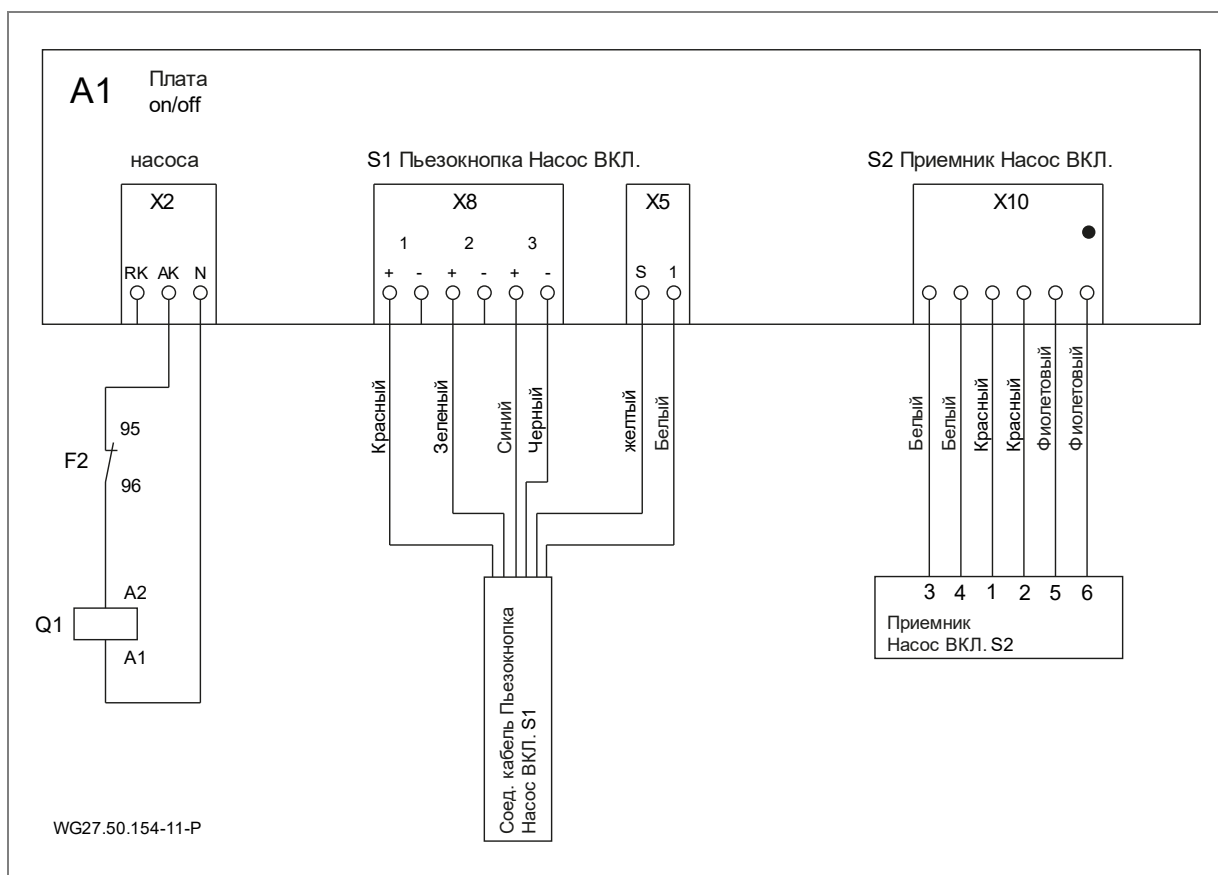 A1
Плата
on/off
насоса
S1 Пьезокнопка Насос ВКЛ.
S2 Приемник Насос ВКЛ.
X2
X8
X5
X10
1 2 3
RK AK N
+ - + - + -
S 1
Красный
Зеленый
Синий
Черный
желтый
Белый
Белый
Белый
Красный
Красный
Фиолетовый
Фиолетовый
95
F2
96
A2
Q1
A1
Соед. кабель Пьезокнопка
Насос ВКЛ. S1
3 4 1 2 5 6
Приемник
Насос ВКЛ. S2
WG27.50.154-11-P